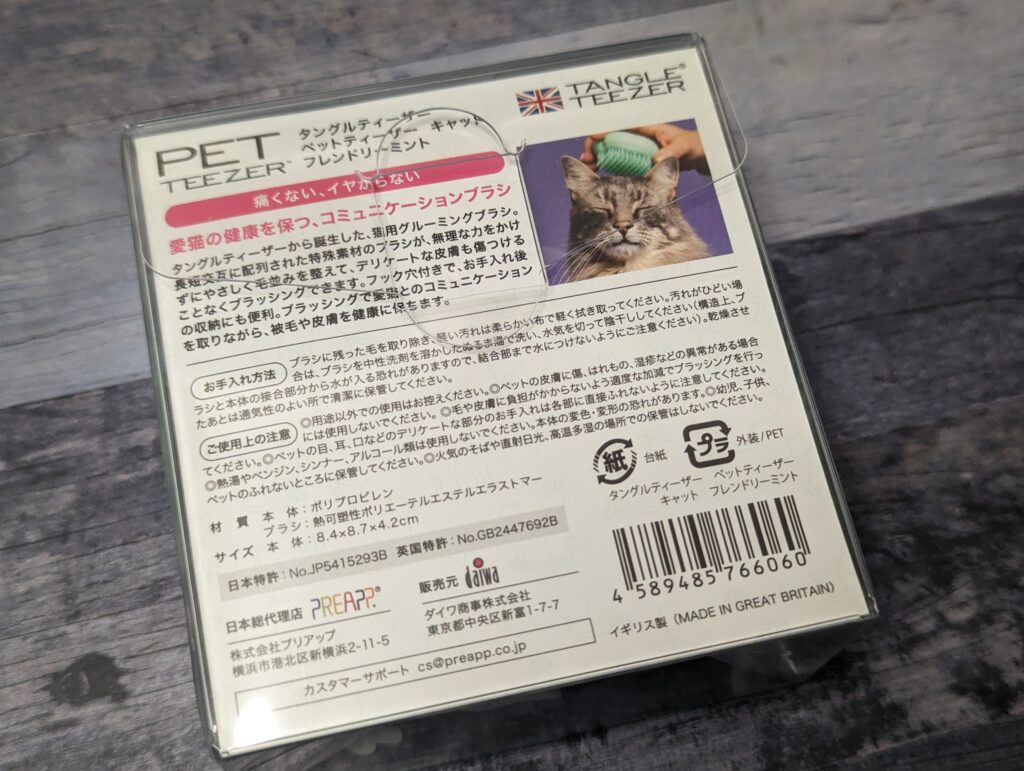 PET
TEEZER™
タングルティーザー
ペットティーザー キャット
フレンドリーミント
TANGLE®
TEEZER
痛くない、イヤがらない
愛猫の健康を保つ、コミュニケーションブラシ
タングルティーザーから誕生した、猫用グルーミングブラシ。
長短交互に配列された特殊素材のブラシが、無理な力をかけ
ずにやさしく毛並みを整えて、デリケートな皮膚も傷つける
ことなくブラッシングできます。フック穴付きで、お手入れ後
の収納にも便利。ブラッシングで愛猫とのコミュニケーション
を取りながら、被毛や皮膚を健康に保ちます。
お手入れ方法
ブラシに残った毛を取り除き、軽い汚れは柔らかい布で軽く拭き取ってください。汚れがひどい場
合は、ブラシを中性洗剤を溶かしたぬるま湯で洗い、水気を切って陰干ししてください(構造上、ブ
ラシと本体の接合部分から水が入る恐れがありますので、結合部まで水につけないようにご注意ください)。乾燥させ
たあとは通気性のよい所で清潔に保管してください。
ご使用上の注意
◎用途以外での使用はお控えください。◎ペットの皮膚に傷、はれもの、湿疹などの異常がある場合
には使用しないでください。◎毛や皮膚に負担がかからないよう適度な加減でブラッシングを行っ
てください。◎ペットの目、耳、口などのデリケートな部分のお手入れは各部に直接ふれないように注意してください。
◎熱湯やベンジン、シンナー、アルコール類は使用しないでください。本体の変色・変形の恐れがあります。◎幼児、子供、
ペットのふれないところに保管してください。◎火気のそばや直射日光、高温多湿の場所での保管はしないでください。
材質 本体:ポリプロピレン
ブラシ:熱可塑性ポリエーテルエステルエラストマー
サイズ 本体:8.4×8.7×4.2cm
日本特許:No.JP5415293B 英国特許:No.GB2447692B
紙 台紙
プラ 外装/PET
タングルティーザー ペットティーザー
キャット フレンドリーミント
4 589485 766060
イギリス製 (MADE IN GREAT BRITAIN)
日本総代理店 PREAPP®
株式会社プリアップ
横浜市港北区新横浜2-11-5
販売元 daiwa
ダイワ商事株式会社
東京都中央区新富1-7-7
カスタマーサポート cs@preapp.co.jp